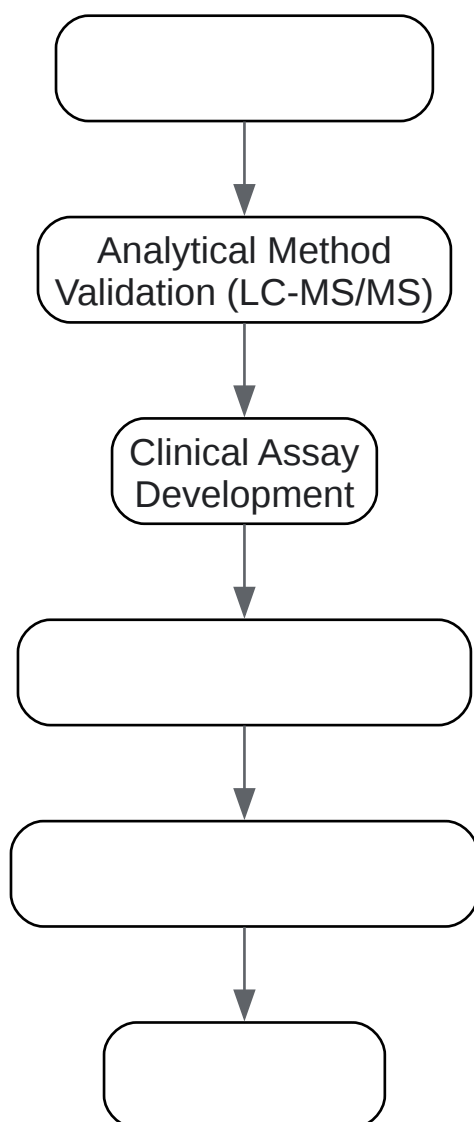 Analytical Method
Validation (LC-MS/MS)
Clinical Assay
Development